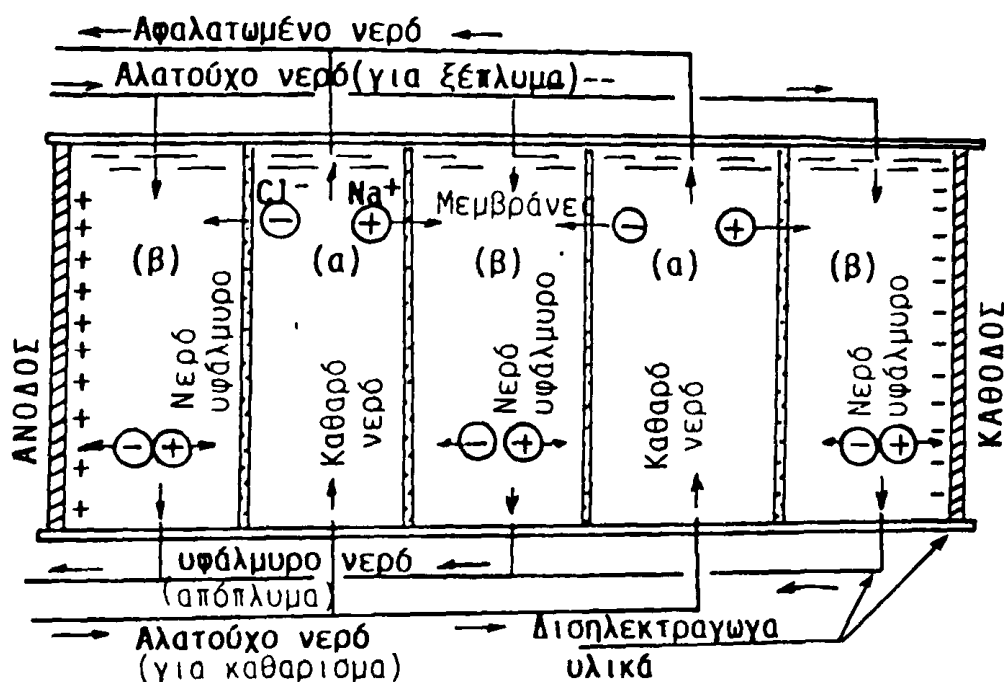 Αφαλατωμένο νερό
Αλατούχο νερό (για ξέπλυμα)
Cl⁻
Na⁺
Μεμβράνες
(β)
(α)
(β)
(α)
(β)
ΑΝΟΔΟΣ
Νερό
υφάλμυρο
Καθαρό
νερό
Νερό
υφάλμυρο
Καθαρό
νερό
Νερό
υφάλμυρο
ΚΑΘΟΔΟΣ
υφάλμυρο νερό
(απόπλυμα)
Αλατούχο νερό
(για καθαρισμα)
Δισηλεκτραγωγα
υλικά